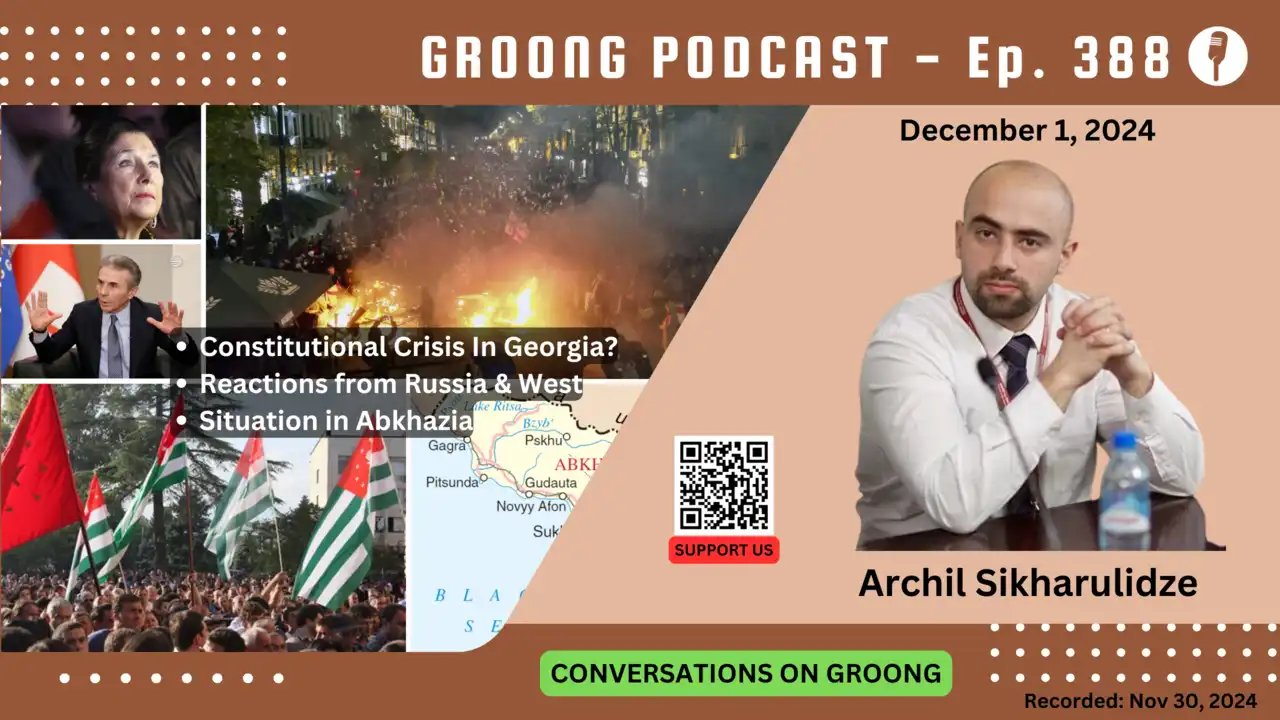 GROONG PODCAST - Ep. 388
December 1, 2024
• Constitutional Crisis In Georgia?
• Reactions from Russia & West
• Situation in Abkhazia
Lake Ritsa
Bzyb'
Gagra
Pskhu
ABKH
Pitsunda
Gudauta
Novyy Afon
Suk
B L A C
S E
SUPPORT US
Archil Sikharulidze
CONVERSATIONS ON GROONG
Recorded: Nov 30, 2024